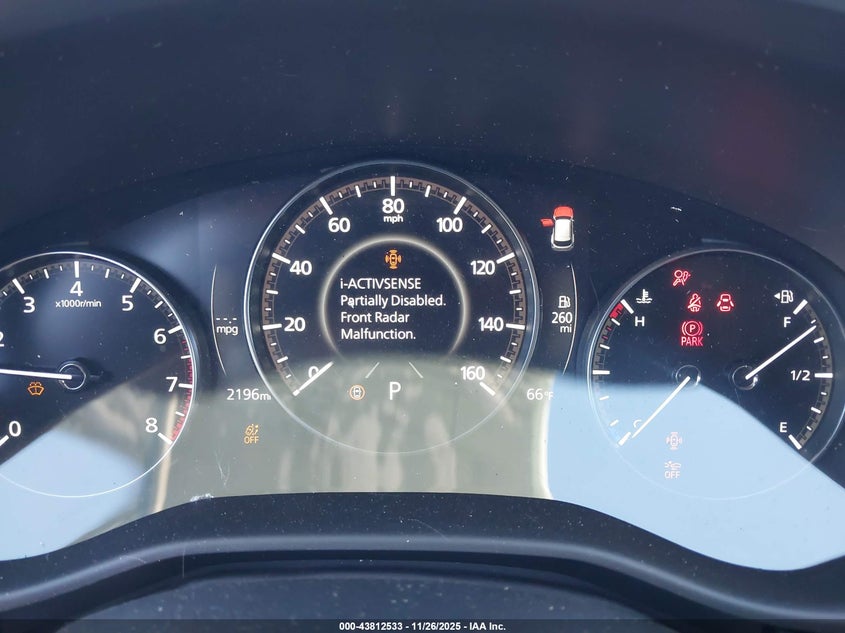 80
mph
60
100
40
120
20
140
0
160
i-ACTIVSENSE
Partially Disabled.
Front Radar
Malfunction.
P
2
3
4
5
6
7
8
0
x1000r/min
mpg
2196mi
OFF
260
mi
66°F
H
C
PARK
P
F
1/2
E
OFF
000-43812533 - 11/26/2025 - IAA Inc.